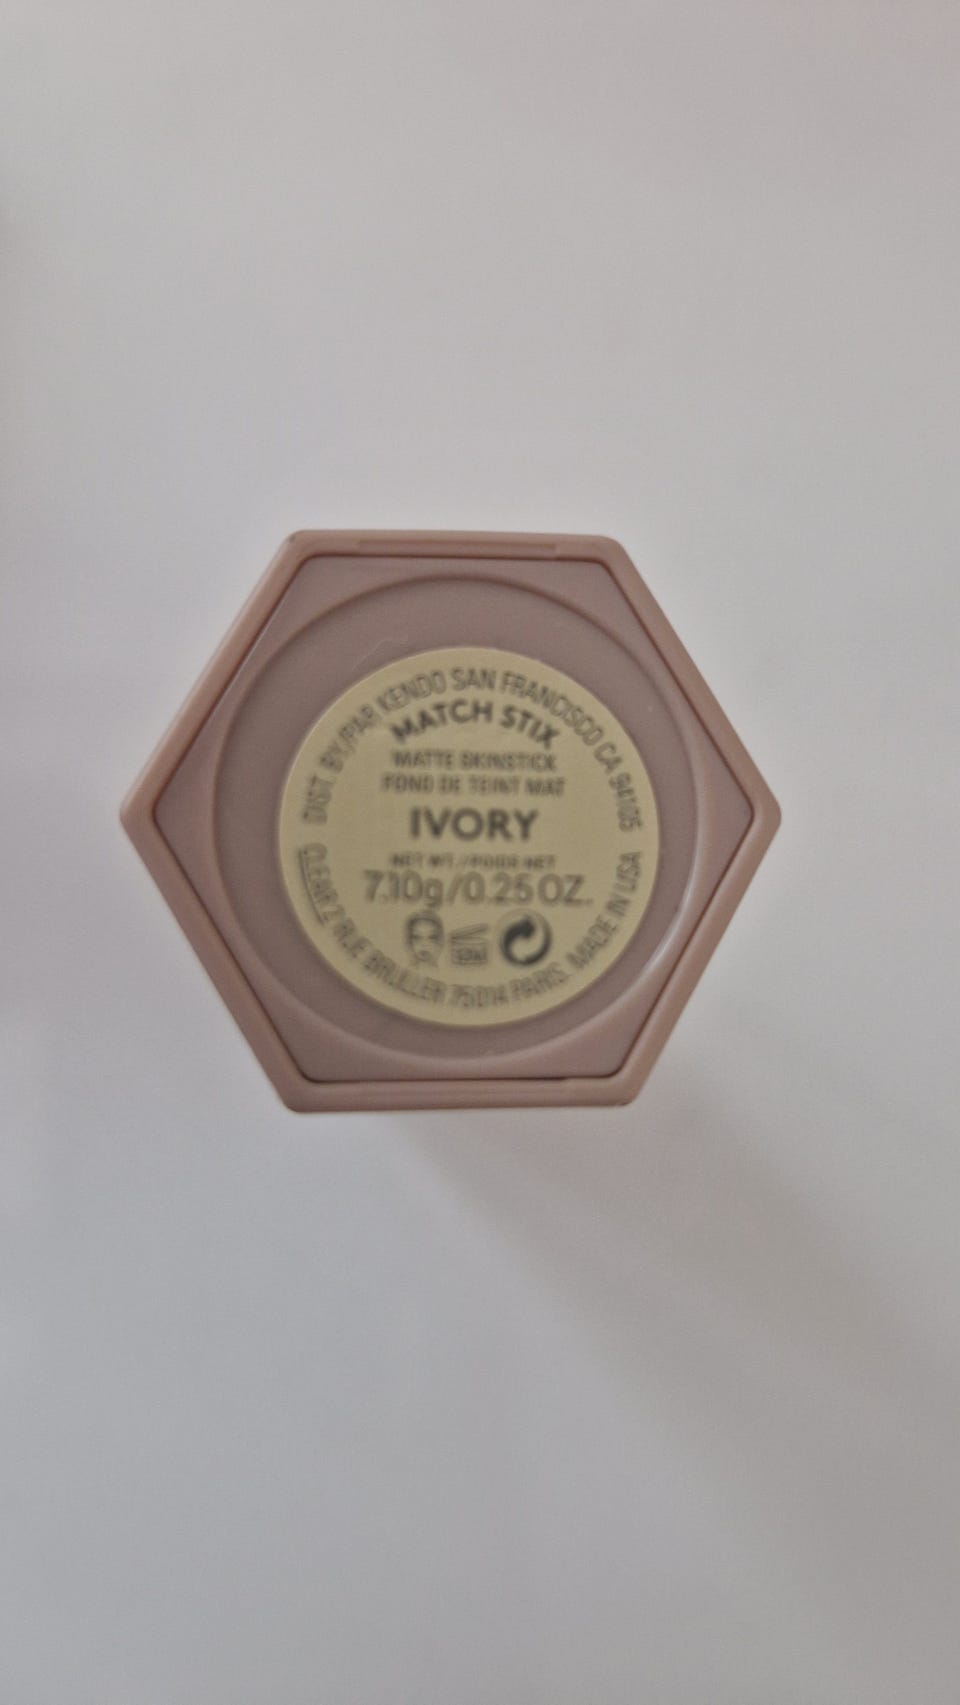 DIST. BY/PAR KENDO SAN FRANCISCO CA 94105
MATCH STIX
MATTE SKINSTICK
FOND DE TEINT MAT
IVORY
NET WT./POIDS NET
7.10g/0.25 OZ.
RUE BRULLER 75014 PARIS. MADE IN USA